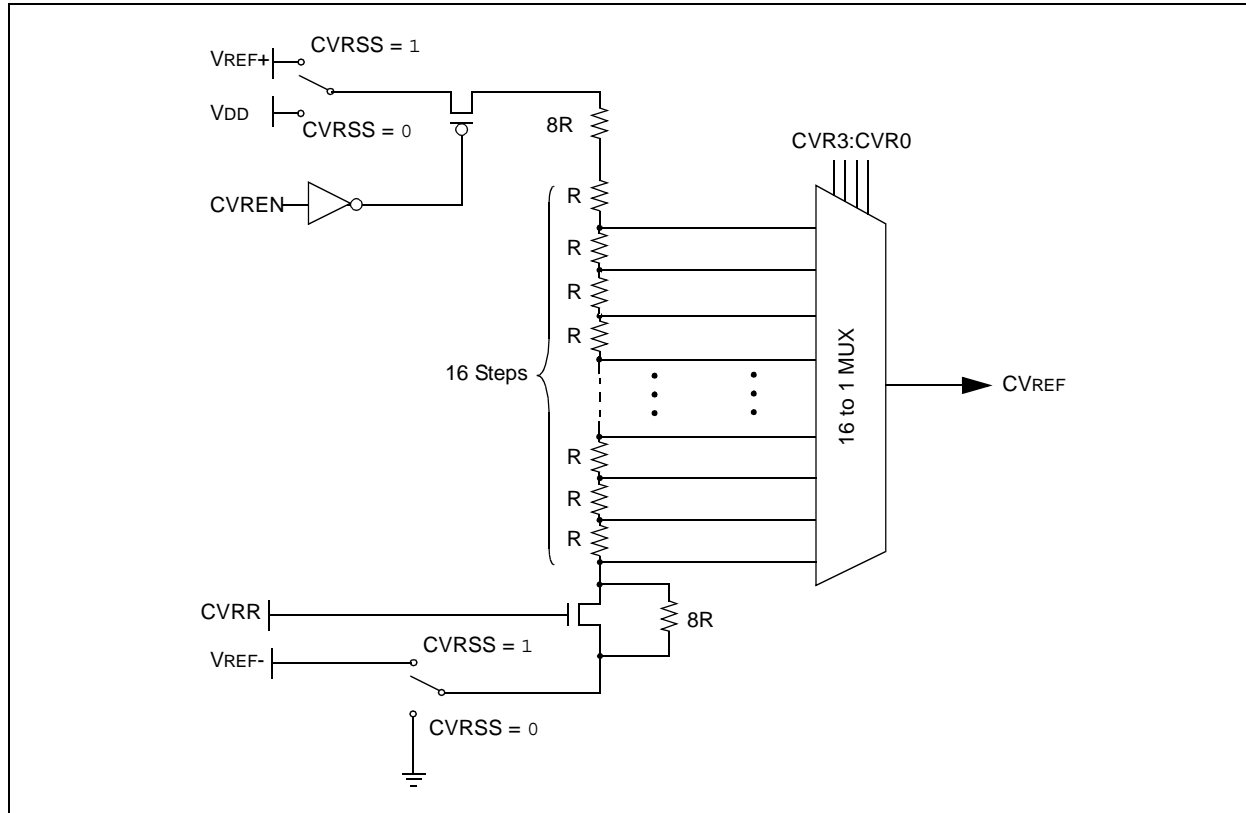 CVRSS = 1
VREF+
VDD
CVRSS = 0
8R
CVR3:CVR0
CVREN
R
R
R
R
16 Steps
16 to 1 MUX
CVREF
R
R
R
CVRR
8R
CVRSS = 1
VREF-
CVRSS = 0